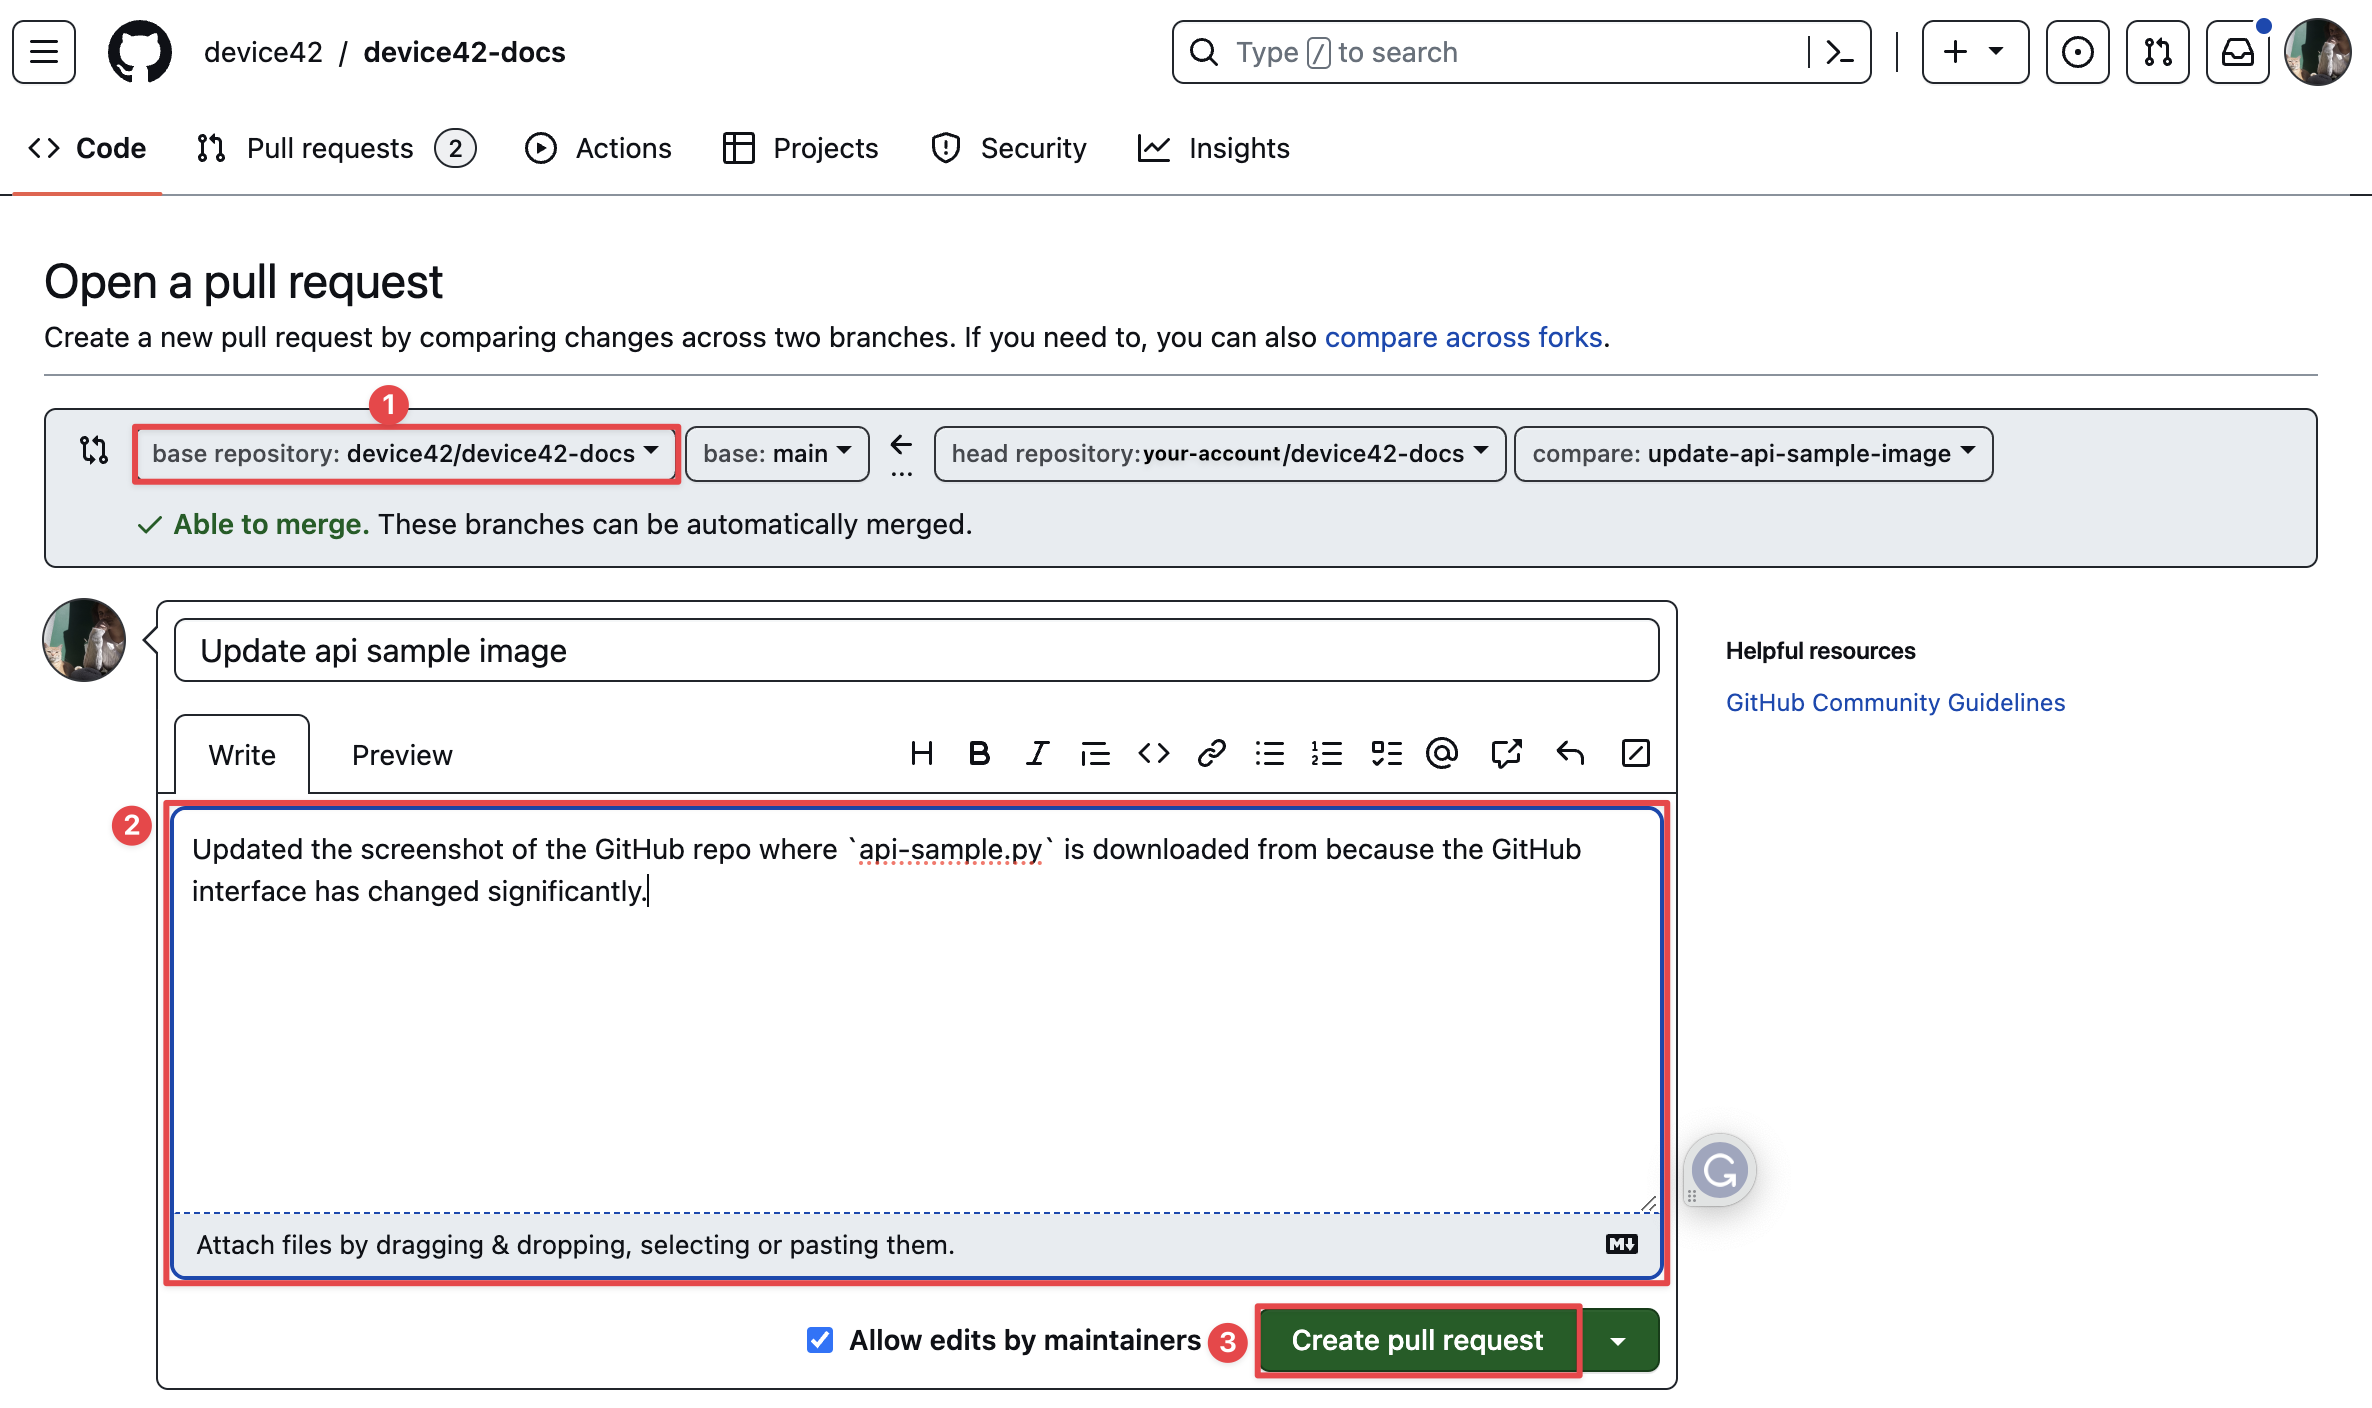 device42 / device42-docs
Type / to search
Code
Pull requests 2
Actions
Projects
Security
Insights
Open a pull request
Create a new pull request by comparing changes across two branches. If you need to, you can also compare across forks.
1
base repository: device42/device42-docs
base: main
...
head repository:your-account/device42-docs
compare: update-api-sample-image
Able to merge. These branches can be automatically merged.
Update api sample image
Helpful resources
GitHub Community Guidelines
Write
Preview
2
Updated the screenshot of the GitHub repo where `api-sample.py` is downloaded from because the GitHub
interface has changed significantly.
Attach files by dragging & dropping, selecting or pasting them.
Allow edits by maintainers
3
Create pull request